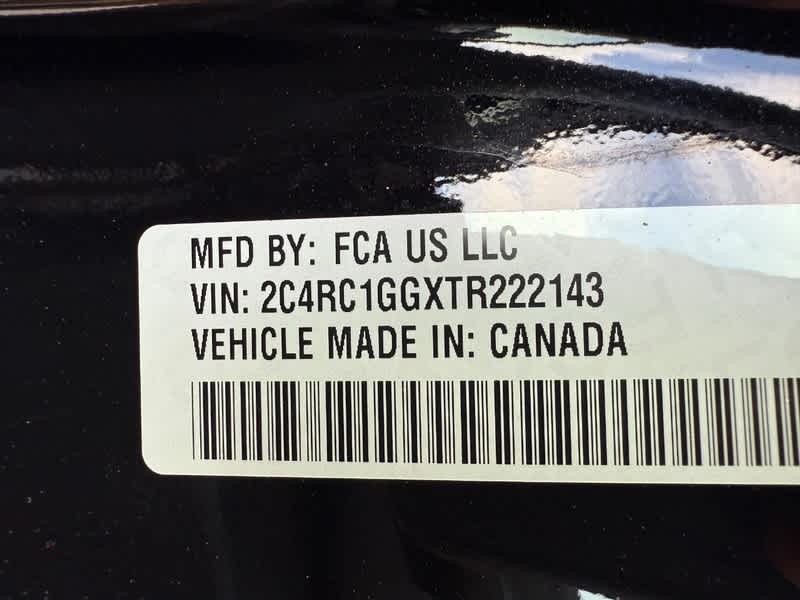 MFD BY: FCA US LLC
VIN: 2C4RC1GGXTR222143
VEHICLE MADE IN: CANADA